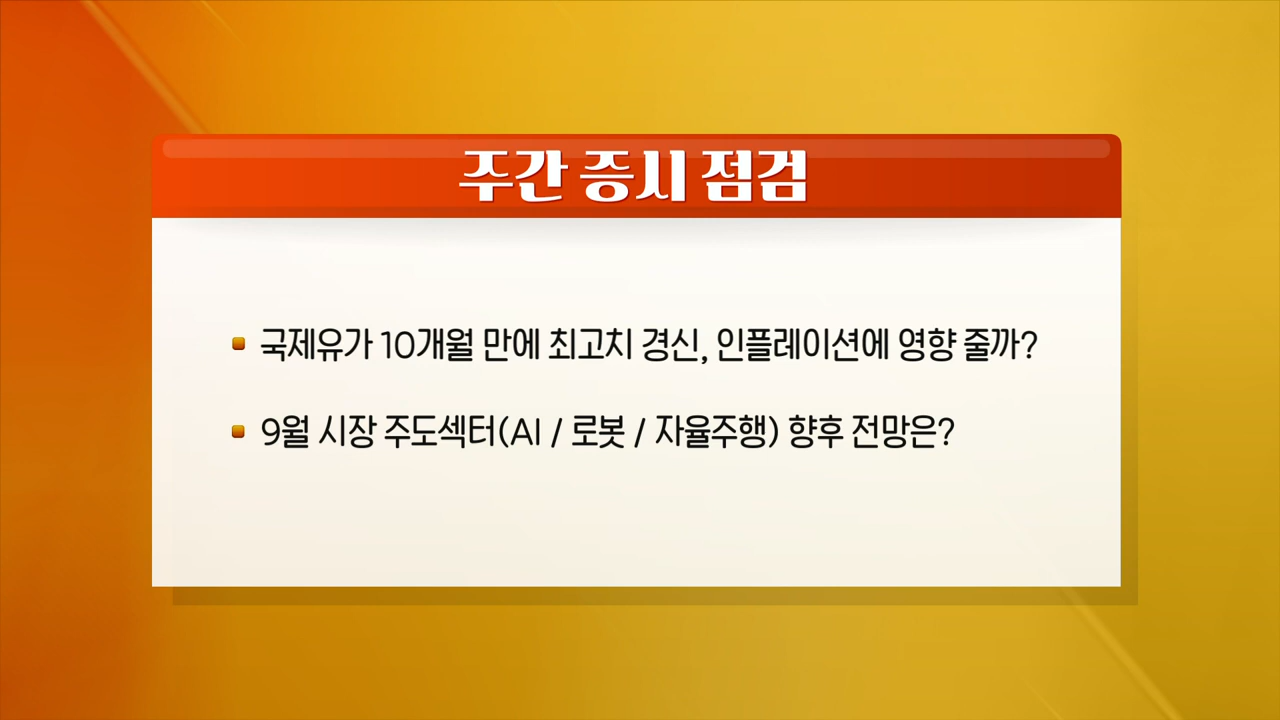 주간 증시 점검
국제유가 10개월 만에 최고치 경신, 인플레이션에 영향 줄까?
9월 시장 주도섹터(AI / 로봇 / 자율주행) 향후 전망은?